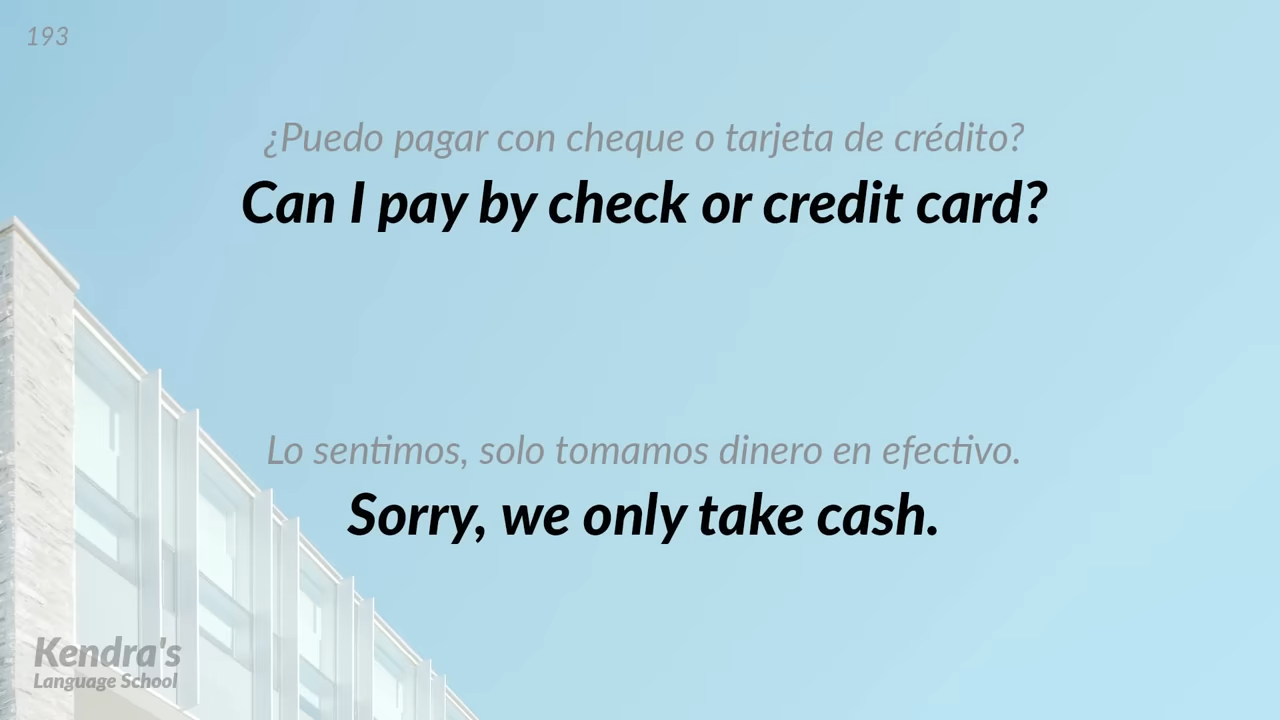 193
¿Puedo pagar con cheque o tarjeta de crédito?
Can I pay by check or credit card?
Lo sentimos, solo tomamos dinero en efectivo.
Sorry, we only take cash.
Kendra's
Language School